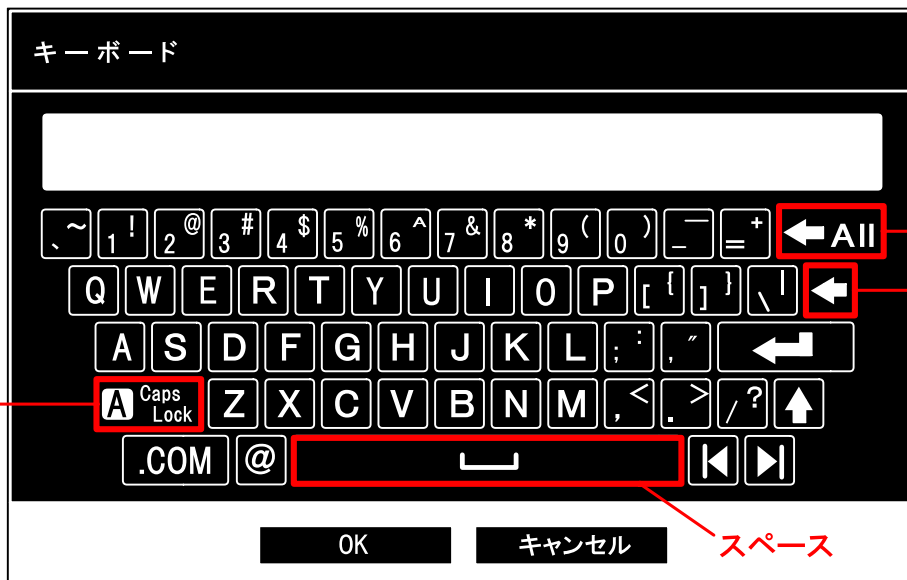 キーボード
、 ~ 1 ! 2 @ 3 # 4 $ 5 % 6 ^ 7 & 8 * 9 ( 0 ) _ ― = + All
Q W E R T Y U I O P [ { ] } \ |
A S D F G H J K L ; : , ″
A Caps Lock Z X C V B N M , < . > / ?
.COM @
OK キャンセル スペース